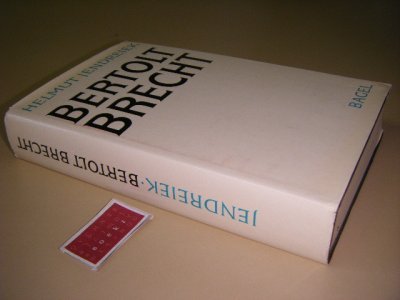 HELMUT JENDREIEK
BERTOLT
BRECHT
BAGEL
JENDREIEK · BERTOLT BRECHT